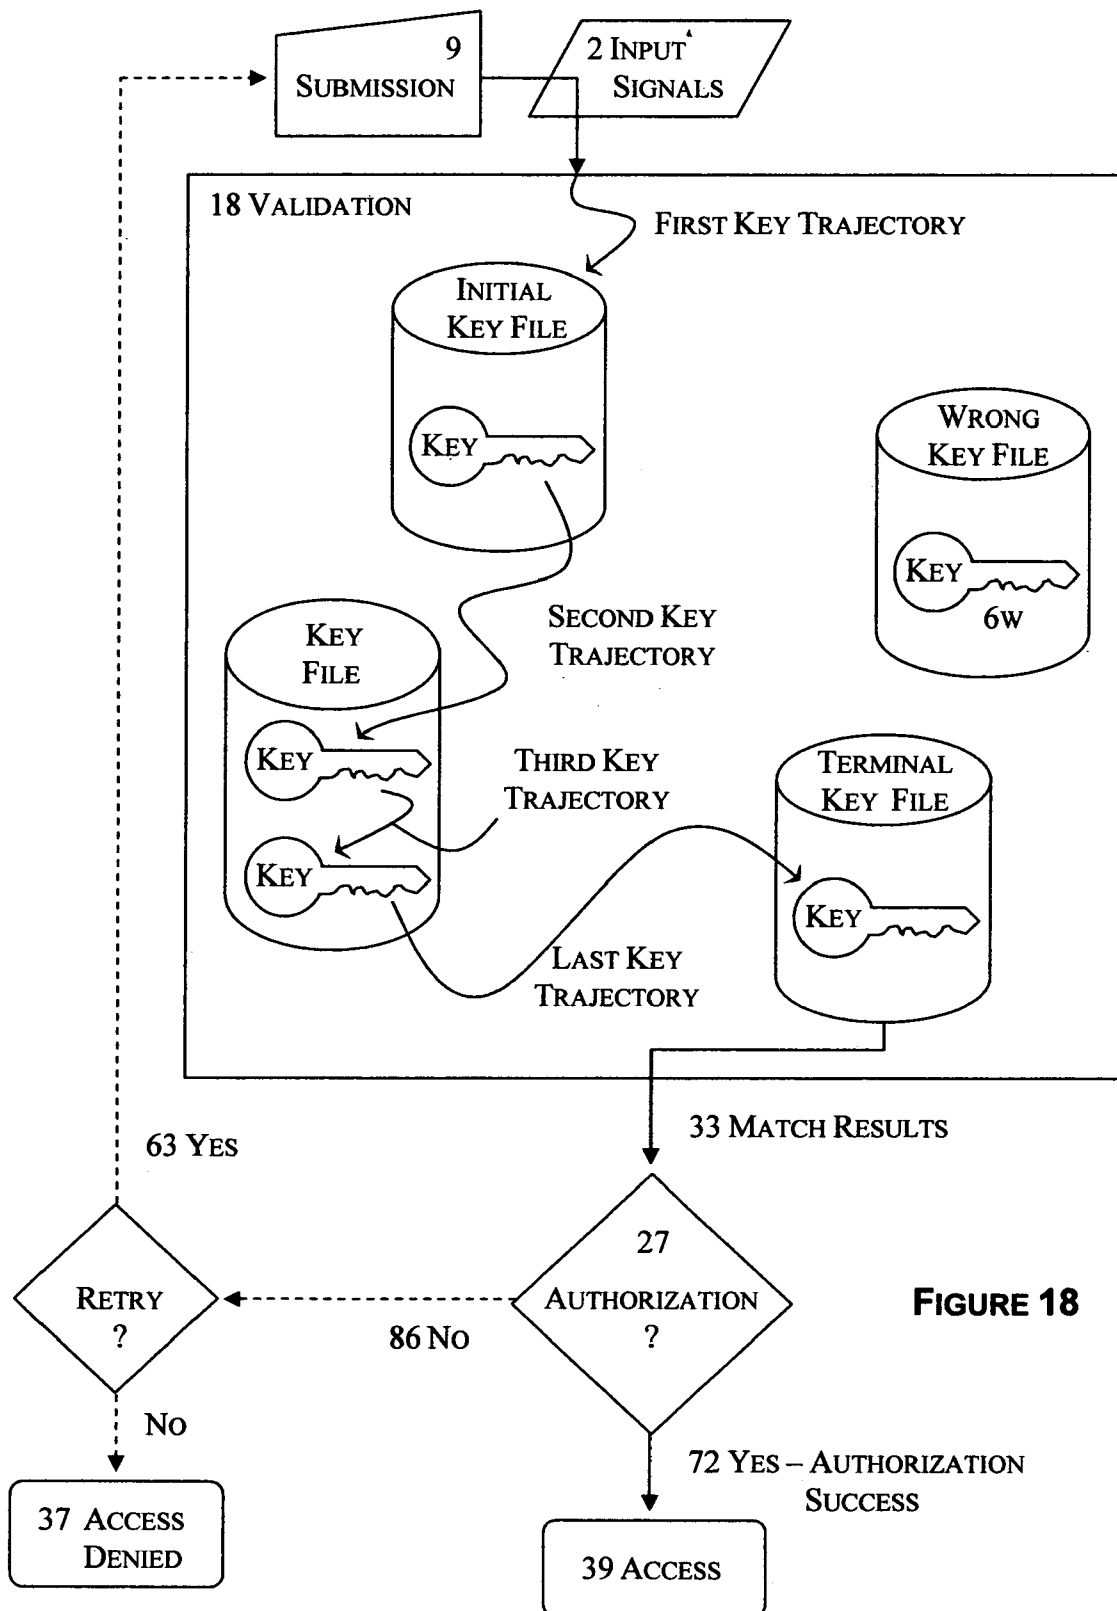 9
SUBMISSION
2 INPUT
SIGNALS
18 VALIDATION
FIRST KEY TRAJECTORY
INITIAL
KEY FILE
KEY
WRONG
KEY FILE
KEY
6W
SECOND KEY
TRAJECTORY
KEY
FILE
KEY
THIRD KEY
TRAJECTORY
KEY
TERMINAL
KEY FILE
KEY
LAST KEY
TRAJECTORY
33 MATCH RESULTS
63 YES
27
AUTHORIZATION
?
RETRY
?
86 NO
FIGURE 18
NO
72 YES – AUTHORIZATION
SUCCESS
37 ACCESS
DENIED
39 ACCESS